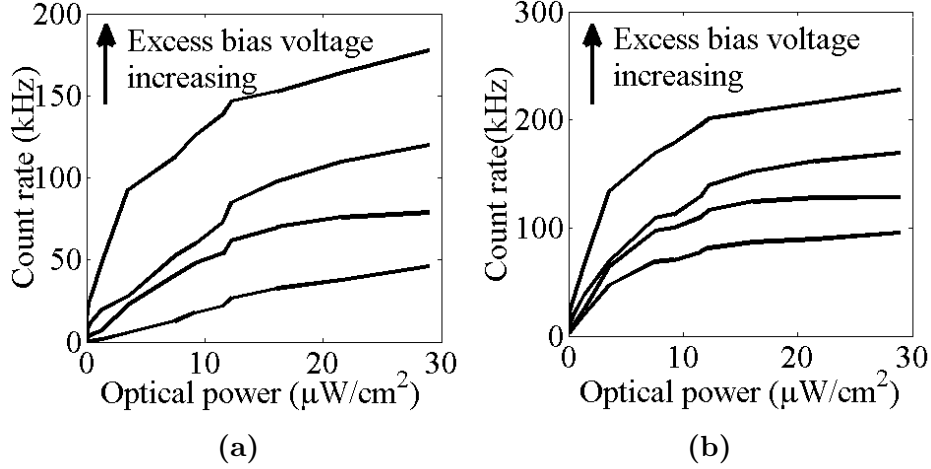 200
150
100
50
0
0
10
20
30
Count rate (kHz)
Excess bias voltage
increasing
Optical power (μW/cm²)
(a)
300
200
100
0
0
10
20
30
Count rate(kHz)
Excess bias voltage
increasing
Optical power (μW/cm²)
(b)